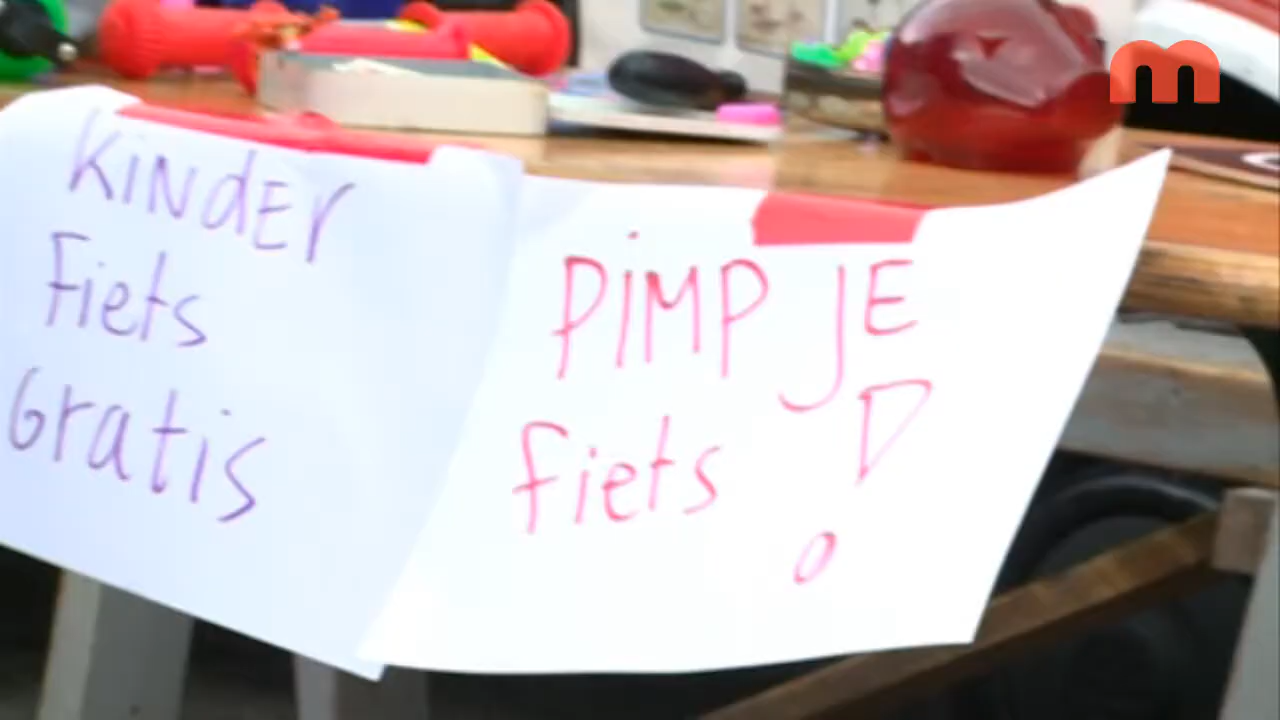 KiNdEr
Fiets
Gratis
PiMP JE
fiets !
m